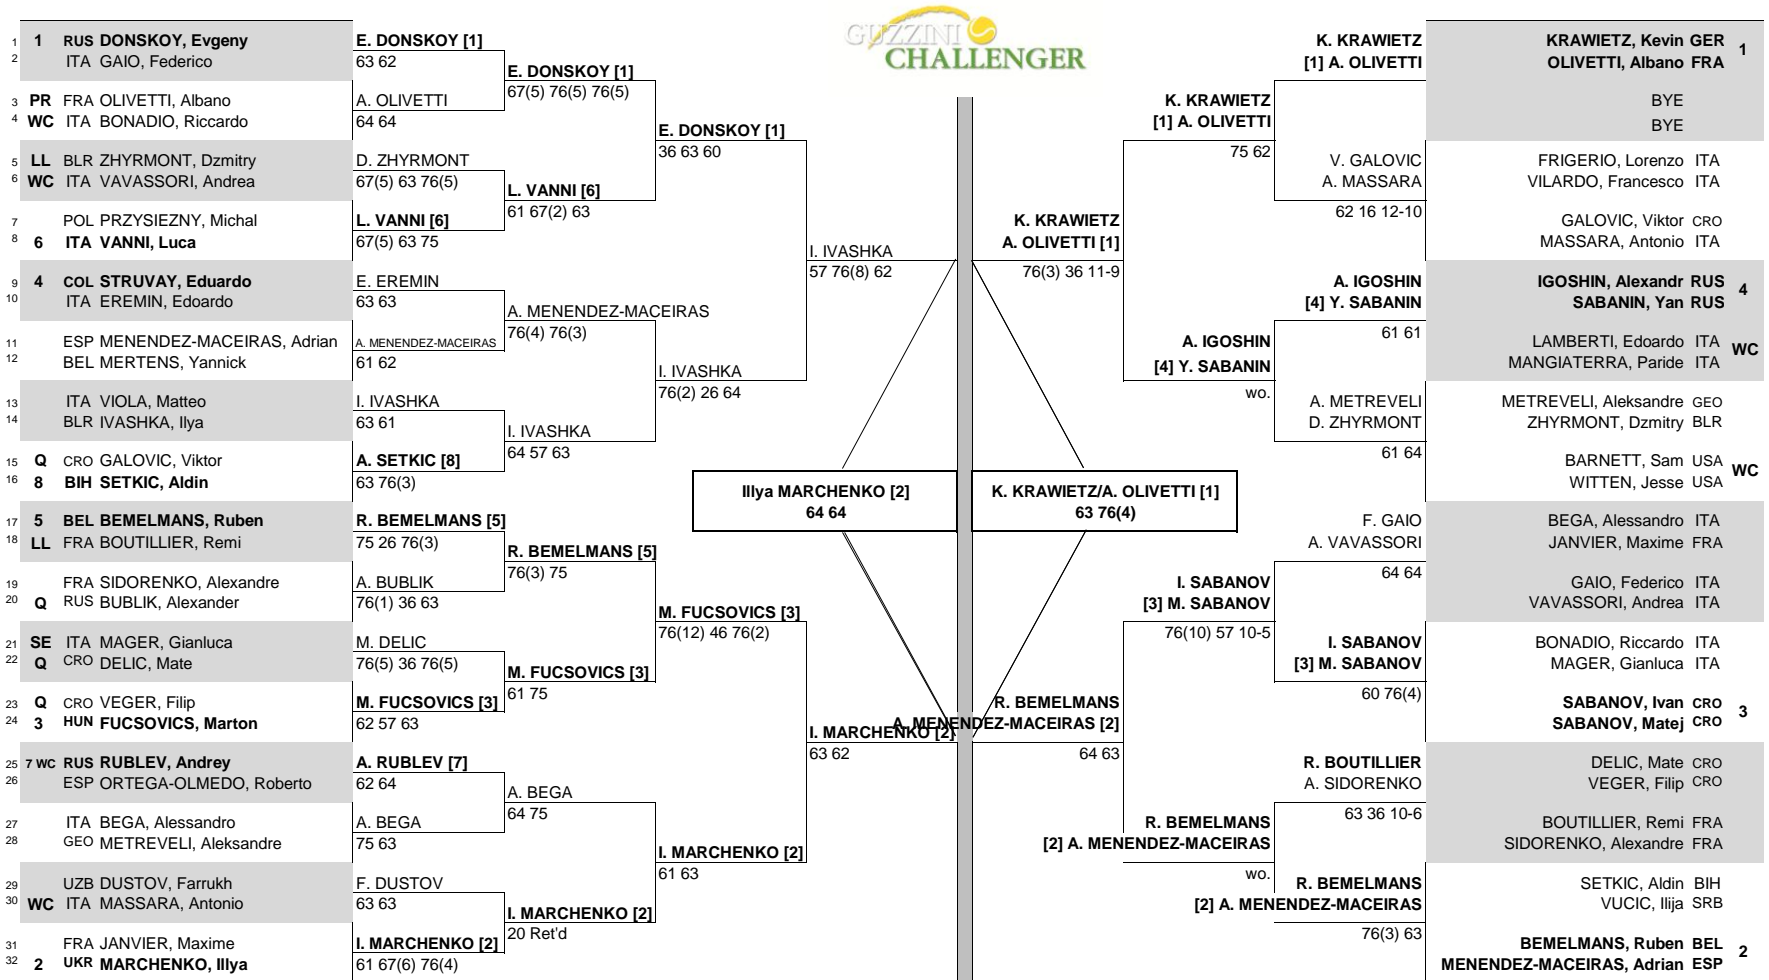 GUZZINI
CHALLENGER
1 1 RUS DONSKOY, Evgeny
2 ITA GAIO, Federico
3 PR FRA OLIVETTI, Albano
4 WC ITA BONADIO, Riccardo
5 LL BLR ZHYRMONT, Dzmitry
6 WC ITA VAVASSORI, Andrea
7 POL PRZYSIEZNY, Michal
8 6 ITA VANNI, Luca
9 4 COL STRUVAY, Eduardo
10 ITA EREMIN, Edoardo
11 ESP MENENDEZ-MACEIRAS, Adrian
12 BEL MERTENS, Yannick
13 ITA VIOLA, Matteo
14 BLR IVASHKA, Ilya
15 Q CRO GALOVIC, Viktor
16 8 BIH SETKIC, Aldin
17 5 BEL BEMELMANS, Ruben
18 LL FRA BOUTILLIER, Remi
19 FRA SIDORENKO, Alexandre
20 Q RUS BUBLIK, Alexander
21 SE ITA MAGER, Gianluca
22 Q CRO DELIC, Mate
23 Q CRO VEGER, Filip
24 3 HUN FUCSOVICS, Marton
25 7 WC RUS RUBLEV, Andrey
26 ESP ORTEGA-OLMEDO, Roberto
27 ITA BEGA, Alessandro
28 GEO METREVELI, Aleksandre
29 UZB DUSTOV, Farrukh
30 WC ITA MASSARA, Antonio
31 FRA JANVIER, Maxime
32 2 UKR MARCHENKO, Illya
E. DONSKOY [1]
63 62
A. OLIVETTI
64 64
D. ZHYRMONT
67(5) 63 76(5)
L. VANNI [6]
67(5) 63 75
E. EREMIN
63 63
A. MENENDEZ-MACEIRAS
61 62
I. IVASHKA
63 61
A. SETKIC [8]
63 76(3)
R. BEMELMANS [5]
75 26 76(3)
A. BUBLIK
76(1) 36 63
M. DELIC
76(5) 36 76(5)
M. FUCSOVICS [3]
62 57 63
A. RUBLEV [7]
62 64
A. BEGA
75 63
F. DUSTOV
63 63
I. MARCHENKO [2]
61 67(6) 76(4)
E. DONSKOY [1]
67(5) 76(5) 76(5)
L. VANNI [6]
61 67(2) 63
A. MENENDEZ-MACEIRAS
76(4) 76(3)
I. IVASHKA
64 57 63
R. BEMELMANS [5]
76(3) 75
M. FUCSOVICS [3]
61 75
A. BEGA
64 75
I. MARCHENKO [2]
20 Ret'd
E. DONSKOY [1]
36 63 60
I. IVASHKA
76(2) 26 64
M. FUCSOVICS [3]
76(12) 46 76(2)
I. MARCHENKO [2]
61 63
I. IVASHKA
57 76(8) 62
I. MARCHENKO [2]
63 62
Illya MARCHENKO [2]
64 64
K. KRAWIETZ/A. OLIVETTI [1]
63 76(4)
K. KRAWIETZ
A. OLIVETTI [1]
76(3) 36 11-9
R. BEMELMANS
A. MENENDEZ-MACEIRAS [2]
64 63
K. KRAWIETZ
[1] A. OLIVETTI
75 62
A. IGOSHIN
[4] Y. SABANIN
wo.
I. SABANOV
[3] M. SABANOV
76(10) 57 10-5
R. BEMELMANS
[2] A. MENENDEZ-MACEIRAS
wo.
K. KRAWIETZ
[1] A. OLIVETTI
V. GALOVIC
A. MASSARA
62 16 12-10
A. IGOSHIN
[4] Y. SABANIN
61 61
A. METREVELI
D. ZHYRMONT
61 64
F. GAIO
A. VAVASSORI
64 64
I. SABANOV
[3] M. SABANOV
60 76(4)
R. BOUTILLIER
A. SIDORENKO
63 36 10-6
R. BEMELMANS
[2] A. MENENDEZ-MACEIRAS
76(3) 63
KRAWIETZ, Kevin GER 1
OLIVETTI, Albano FRA
BYE
BYE
FRIGERIO, Lorenzo ITA
VILARDO, Francesco ITA
GALOVIC, Viktor CRO
MASSARA, Antonio ITA
IGOSHIN, Alexandr RUS 4
SABANIN, Yan RUS
LAMBERTI, Edoardo ITA WC
MANGIATERRA, Paride ITA
METREVELI, Aleksandre GEO
ZHYRMONT, Dzmitry BLR
BARNETT, Sam USA WC
WITTEN, Jesse USA
BEGA, Alessandro ITA
JANVIER, Maxime FRA
GAIO, Federico ITA
VAVASSORI, Andrea ITA
BONADIO, Riccardo ITA
MAGER, Gianluca ITA
SABANOV, Ivan CRO 3
SABANOV, Matej CRO
DELIC, Mate CRO
VEGER, Filip CRO
BOUTILLIER, Remi FRA
SIDORENKO, Alexandre FRA
SETKIC, Aldin BIH
VUCIC, Ilija SRB
BEMELMANS, Ruben BEL 2
MENENDEZ-MACEIRAS, Adrian ESP